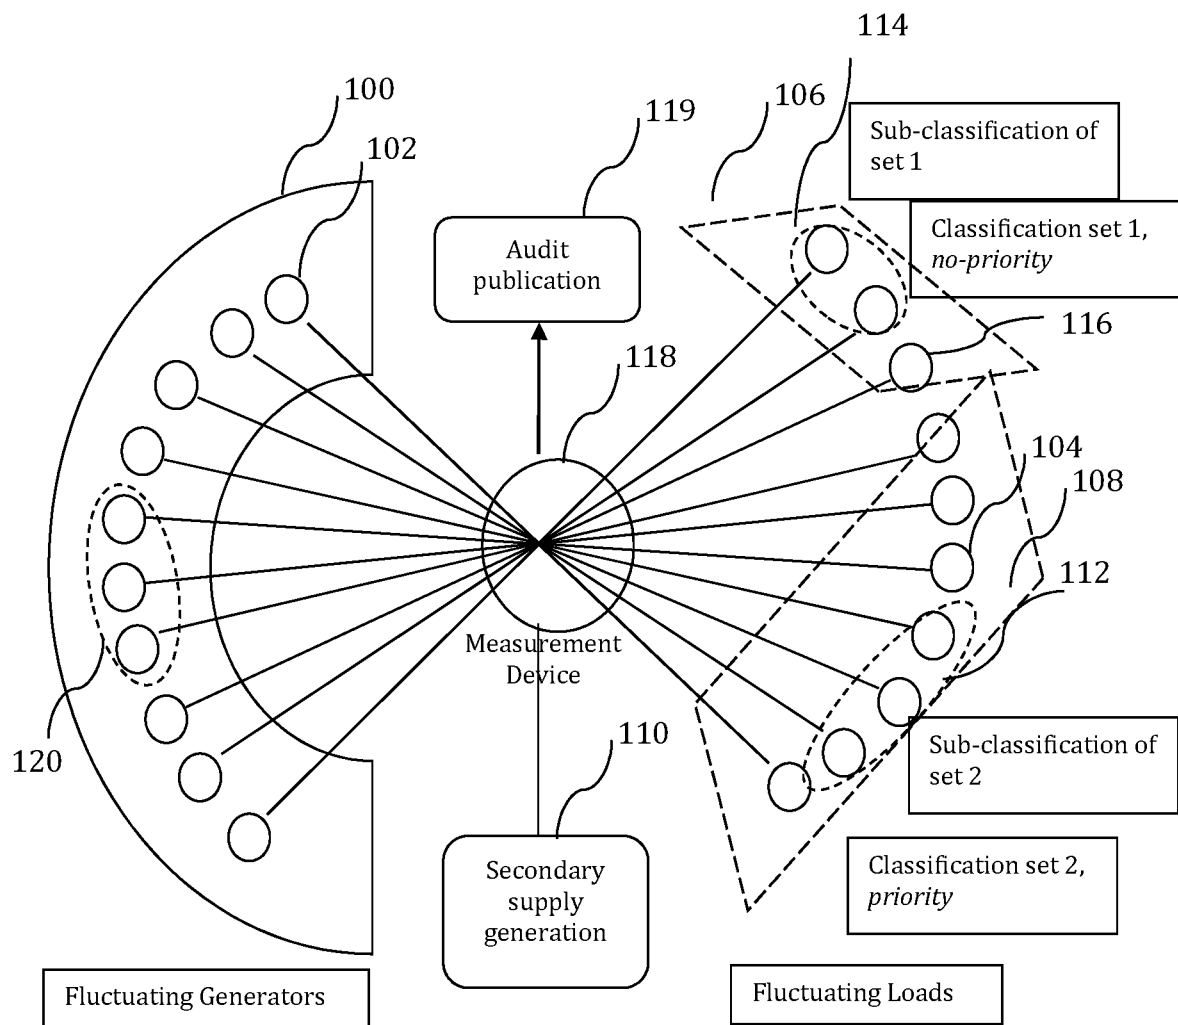 114
100
106
119
Sub-classification of
set 1
102
Classification set 1,
no-priority
Audit
publication
116
118
104
108
112
Measurement
Device
110
120
Sub-classification of
set 2
Secondary
supply
generation
Classification set 2,
priority
Fluctuating Generators
Fluctuating Loads